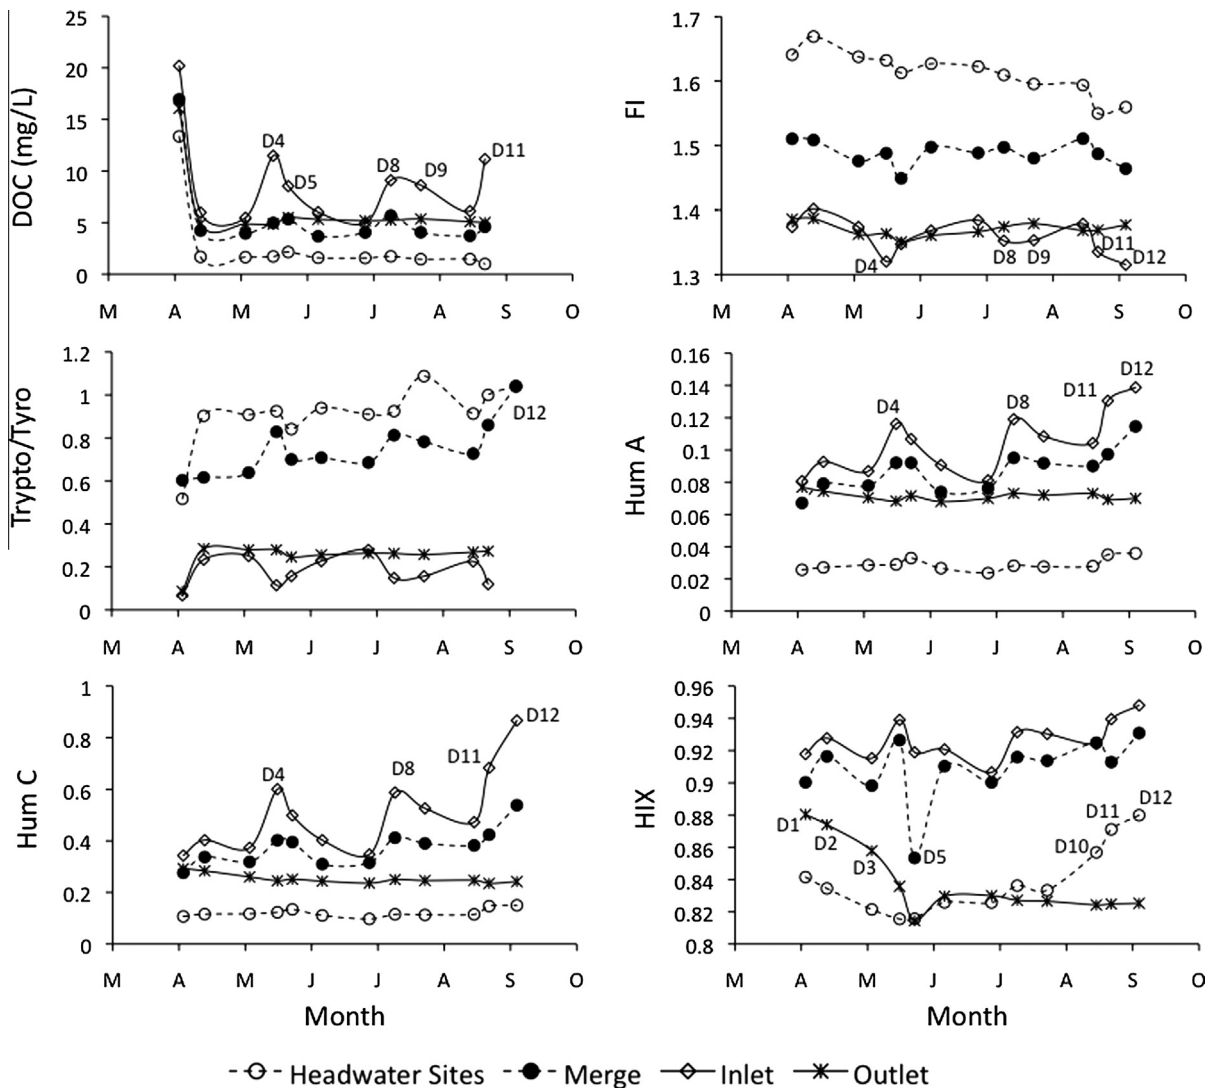 25
20
15
10
5
0
DOC (mg/L)
D4
D5
D8
D9
D11
M A M J J A S O
1.7
1.6
1.5
1.4
1.3
FI
D4
D8
D9
D11
D12
M A M J J A S O
1.2
1
0.8
0.6
0.4
0.2
0
Trypto/Tyro
D12
M A M J J A S O
0.16
0.14
0.12
0.10
0.08
0.06
0.04
0.02
0
Hum A
D4
D8
D11
D12
M A M J J A S O
1
0.8
0.6
0.4
0.2
0
Hum C
D4
D8
D11
D12
M A M J J A S O
Month
0.96
0.94
0.92
0.9
0.88
0.86
0.84
0.82
0.8
HIX
D1
D2
D3
D5
D10
D11
D12
M A M J J A S O
Month
Headwater Sites Merge Inlet Outlet